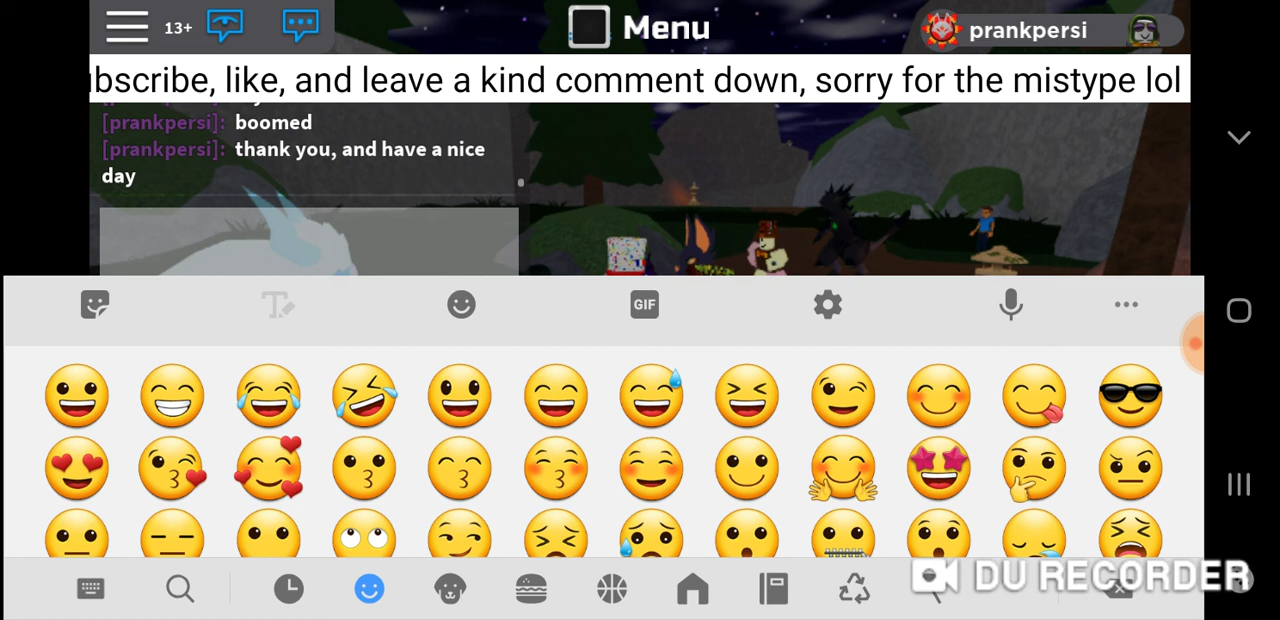 13+
Menu
prankpersi
ubscribe, like, and leave a kind comment down, sorry for the mistype lol
[prankpersi]: boomed
[prankpersi]: thank you, and have a nice
day
GIF
DU RECORDER